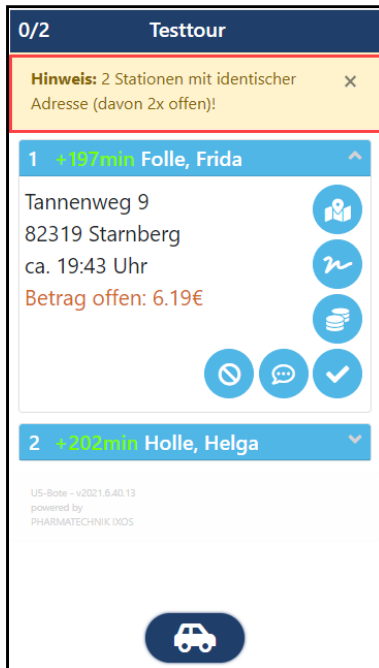 0/2 Testtour
Hinweis: 2 Stationen mit identischer ×
Adresse (davon 2x offen)!
1 +197min Folle, Frida
Tannenweg 9
82319 Starnberg
ca. 19:43 Uhr
Betrag offen: 6.19€
2 +202min Holle, Helga
US-Bote - v2021.6.40.13
powered by
PHARMATECHNIK IXOS